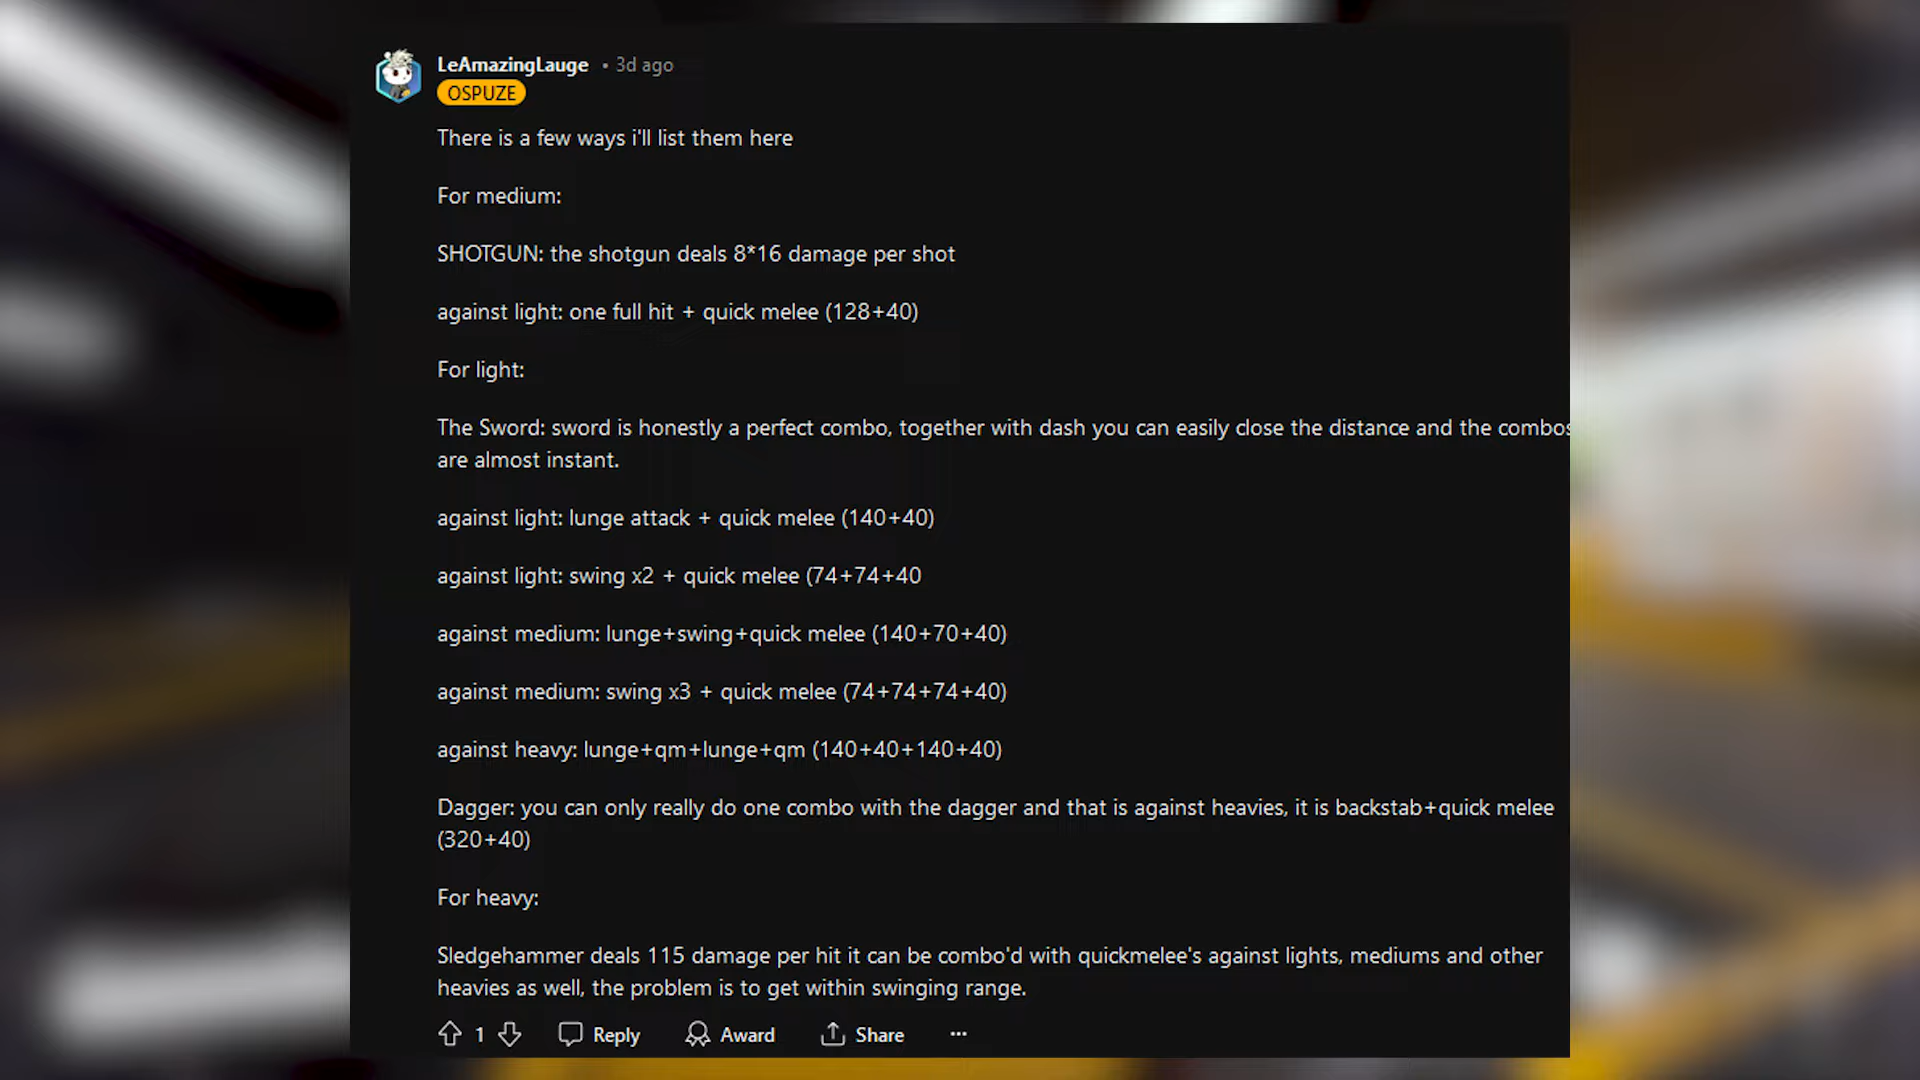 LeAmazingLauge • 3d ago
OSPUZE
There is a few ways i'll list them here
For medium:
SHOTGUN: the shotgun deals 8*16 damage per shot
against light: one full hit + quick melee (128+40)
For light:
The Sword: sword is honestly a perfect combo, together with dash you can easily close the distance and the combos
are almost instant.
against light: lunge attack + quick melee (140+40)
against light: swing x2 + quick melee (74+74+40
against medium: lunge+swing+quick melee (140+70+40)
against medium: swing x3 + quick melee (74+74+74+40)
against heavy: lunge+qm+lunge+qm (140+40+140+40)
Dagger: you can only really do one combo with the dagger and that is against heavies, it is backstab+quick melee
(320+40)
For heavy:
Sledgehammer deals 115 damage per hit it can be combo'd with quickmelee's against lights, mediums and other
heavies as well, the problem is to get within swinging range.
1 Reply Award Share ...